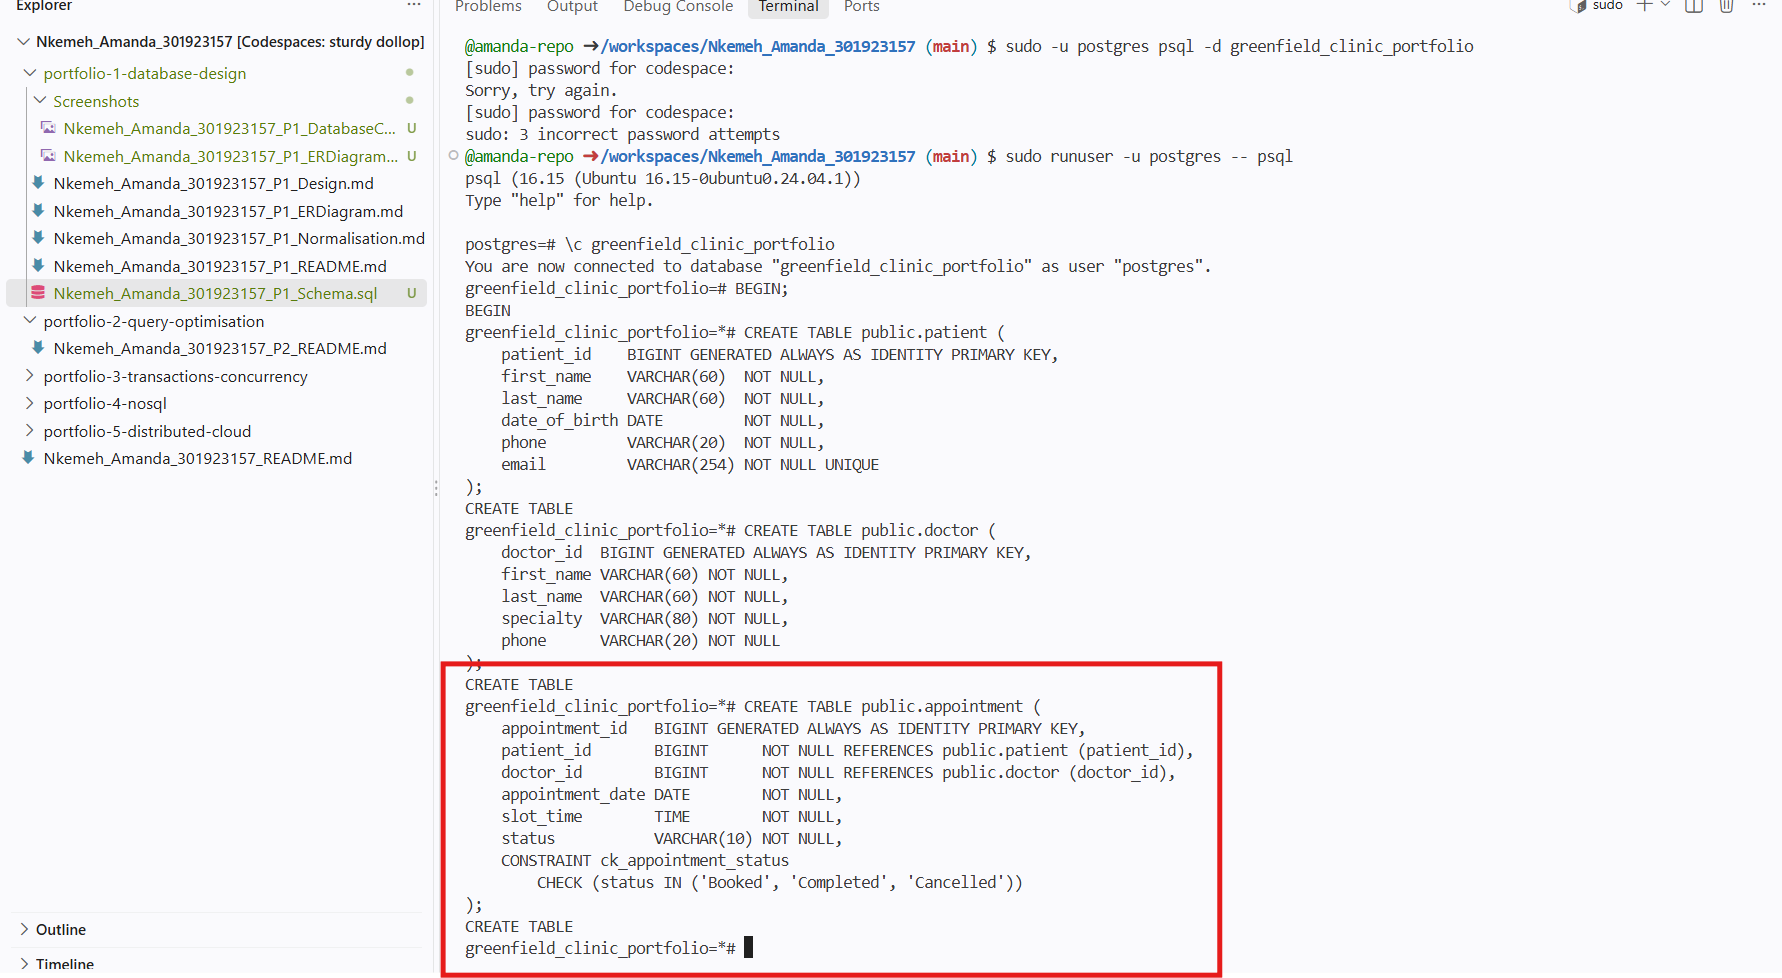 Explorer
Nkemeh_Amanda_301923157 [Codespaces: sturdy dollop]
portfolio-1-database-design
Screenshots
Nkemeh_Amanda_301923157_P1_DatabaseC... U
Nkemeh_Amanda_301923157_P1_ERDiagram... U
Nkemeh_Amanda_301923157_P1_Design.md
Nkemeh_Amanda_301923157_P1_ERDiagram.md
Nkemeh_Amanda_301923157_P1_Normalisation.md
Nkemeh_Amanda_301923157_P1_README.md
Nkemeh_Amanda_301923157_P1_Schema.sql U
portfolio-2-query-optimisation
Nkemeh_Amanda_301923157_P2_README.md
portfolio-3-transactions-concurrency
portfolio-4-nosql
portfolio-5-distributed-cloud
Nkemeh_Amanda_301923157_README.md
Outline
Timeline
Problems Output Debug Console Terminal Ports
sudo
@amanda-repo ➜/workspaces/Nkemeh_Amanda_301923157 (main) $ sudo -u postgres psql -d greenfield_clinic_portfolio
[sudo] password for codespace:
Sorry, try again.
[sudo] password for codespace:
sudo: 3 incorrect password attempts
@amanda-repo ➜/workspaces/Nkemeh_Amanda_301923157 (main) $ sudo runuser -u postgres -- psql
psql (16.15 (Ubuntu 16.15-0ubuntu0.24.04.1))
Type "help" for help.
postgres=# \c greenfield_clinic_portfolio
You are now connected to database "greenfield_clinic_portfolio" as user "postgres".
greenfield_clinic_portfolio=# BEGIN;
BEGIN
greenfield_clinic_portfolio=*# CREATE TABLE public.patient (
    patient_id    BIGINT GENERATED ALWAYS AS IDENTITY PRIMARY KEY,
    first_name    VARCHAR(60)  NOT NULL,
    last_name     VARCHAR(60)  NOT NULL,
    date_of_birth DATE         NOT NULL,
    phone         VARCHAR(20)  NOT NULL,
    email         VARCHAR(254) NOT NULL UNIQUE
);
CREATE TABLE
greenfield_clinic_portfolio=*# CREATE TABLE public.doctor (
    doctor_id  BIGINT GENERATED ALWAYS AS IDENTITY PRIMARY KEY,
    first_name VARCHAR(60) NOT NULL,
    last_name  VARCHAR(60) NOT NULL,
    specialty  VARCHAR(80) NOT NULL,
    phone      VARCHAR(20) NOT NULL
);
CREATE TABLE
greenfield_clinic_portfolio=*# CREATE TABLE public.appointment (
    appointment_id   BIGINT GENERATED ALWAYS AS IDENTITY PRIMARY KEY,
    patient_id       BIGINT      NOT NULL REFERENCES public.patient (patient_id),
    doctor_id        BIGINT      NOT NULL REFERENCES public.doctor (doctor_id),
    appointment_date DATE        NOT NULL,
    slot_time        TIME        NOT NULL,
    status           VARCHAR(10) NOT NULL,
    CONSTRAINT ck_appointment_status
        CHECK (status IN ('Booked', 'Completed', 'Cancelled'))
);
CREATE TABLE
greenfield_clinic_portfolio=*#